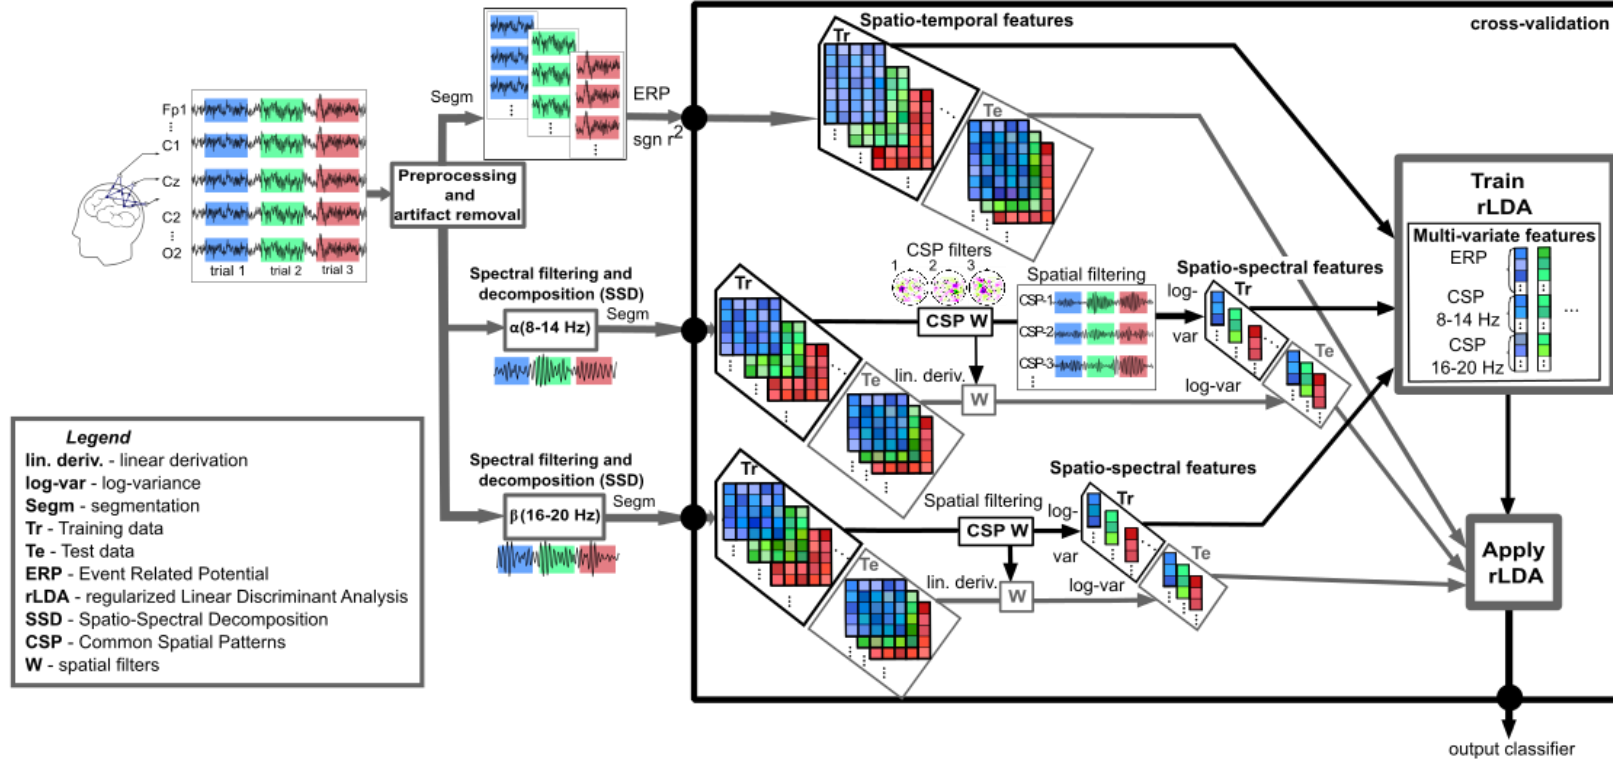 Spatio-temporal features
cross-validation
Tr
Segm
ERP
sgn r²
Te
Fp1
⋮
C1
Cz
C2
⋮
O2
trial 1 trial 2 trial 3
Preprocessing
and
artifact removal
Train
rLDA
Multi-variate features
ERP
CSP
8-14 Hz
...
CSP
16-20 Hz
Spectral filtering and
decomposition (SSD)
α(8-14 Hz)
Segm
Tr
Te
CSP filters
1 2 3
CSP W
lin. deriv.
W
Spatial filtering
CSP-1
CSP-2
CSP-3
Spatio-spectral features
log-
var
Tr
Te
log-var
Spectral filtering and
decomposition (SSD)
β(16-20 Hz)
Segm
Tr
Te
Spatial filtering
CSP W
lin. deriv.
W
Spatio-spectral features
log-
var
Tr
Te
log-var
Apply
rLDA
output classifier
Legend
lin. deriv. - linear derivation
log-var - log-variance
Segm - segmentation
Tr - Training data
Te - Test data
ERP - Event Related Potential
rLDA - regularized Linear Discriminant Analysis
SSD - Spatio-Spectral Decomposition
CSP - Common Spatial Patterns
W - spatial filters